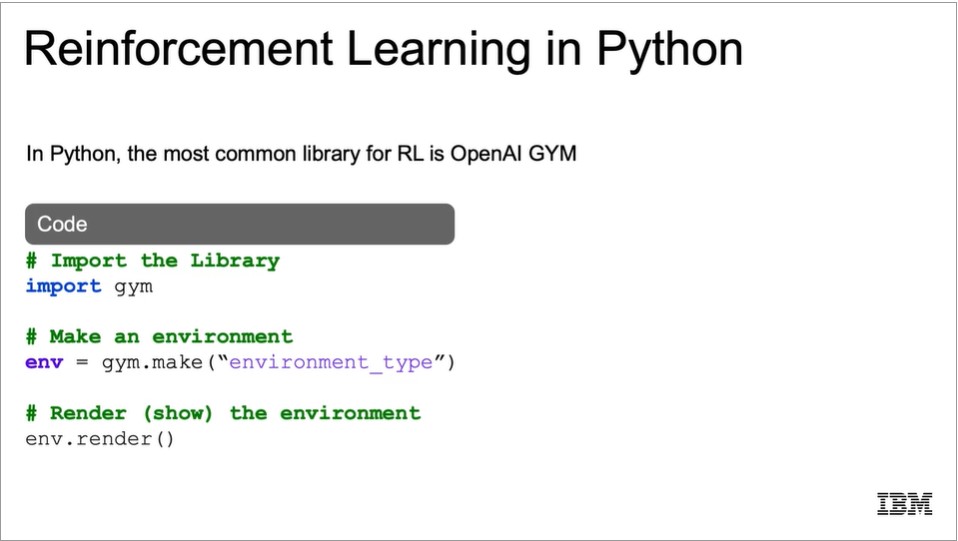 Reinforcement Learning in Python
In Python, the most common library for RL is OpenAI GYM
Code
# Import the Library
import gym
# Make an environment
env = gym.make(“environment_type”)
# Render (show) the environment
env.render()
IBM